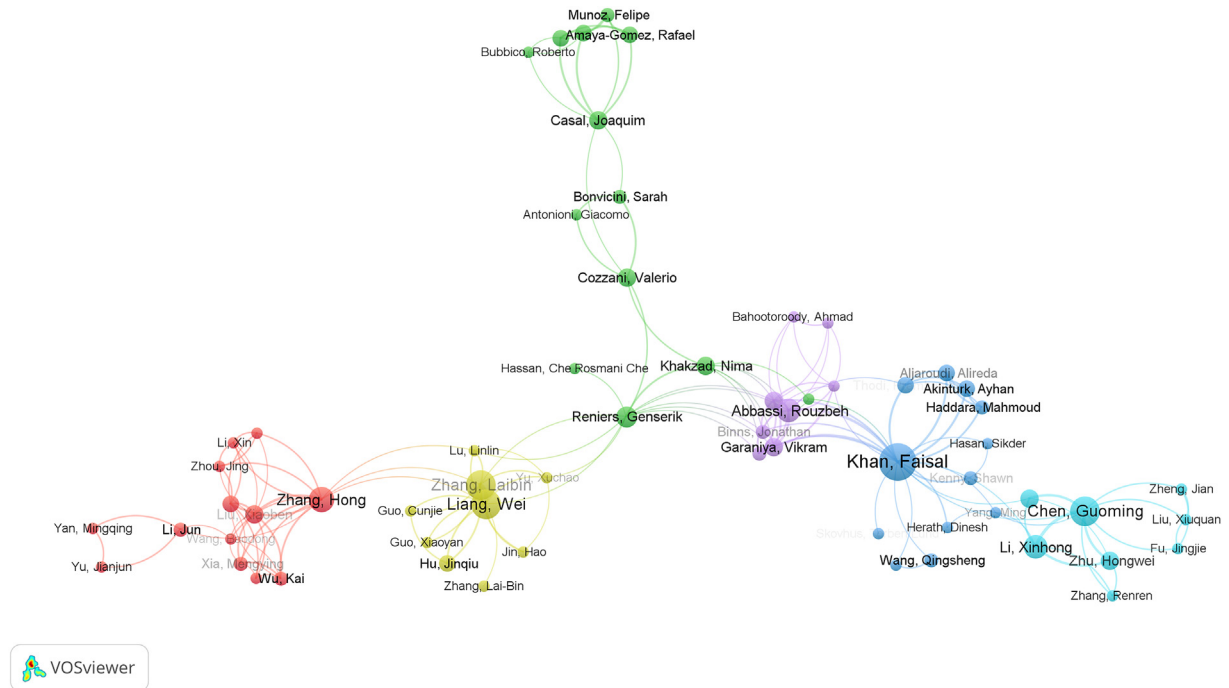 Munoz, Felipe
Amaya-Gomez, Rafael
Bubbico, Roberto
Casal, Joaquim
Bonvicini, Sarah
Antonioni, Giacomo
Cozzani, Valerio
Bahootoroody, Ahmad
Hassan, Che Rosmani Che
Khakzad, Nima
Aljaroudi, Alireda
Thodi,
Akinturk, Ayhan
Haddara, Mahmoud
Reniers, Genserik
Abbassi, Rouzbeh
Binns, Jonathan
Garaniya, Vikram
Khan, Faisal
Hasan, Sikder
Kenny, Shawn
Li, Xin
Zhou, Jing
Lu, Linlin
Yu, Xuchao
Zhang, Laibin
Liang, Wei
Zhang, Hong
Liu, Xiaoben
Guo, Cunjie
Chen, Guoming
Yang, Ming
Zheng, Jian
Liu, Xiuquan
Yan, Mingqing
Li, Jun
Wang, Baodong
Guo, Xiaoyan
Jin, Hao
Skovhus,
Herath, Dinesh
Li, Xinhong
Fu, Jingjie
Yu, Jianjun
Xia, Mengying
Wu, Kai
Hu, Jinqiu
Zhang, Lai-Bin
Wang, Qingsheng
Zhu, Hongwei
Zhang, Renren
VOSviewer